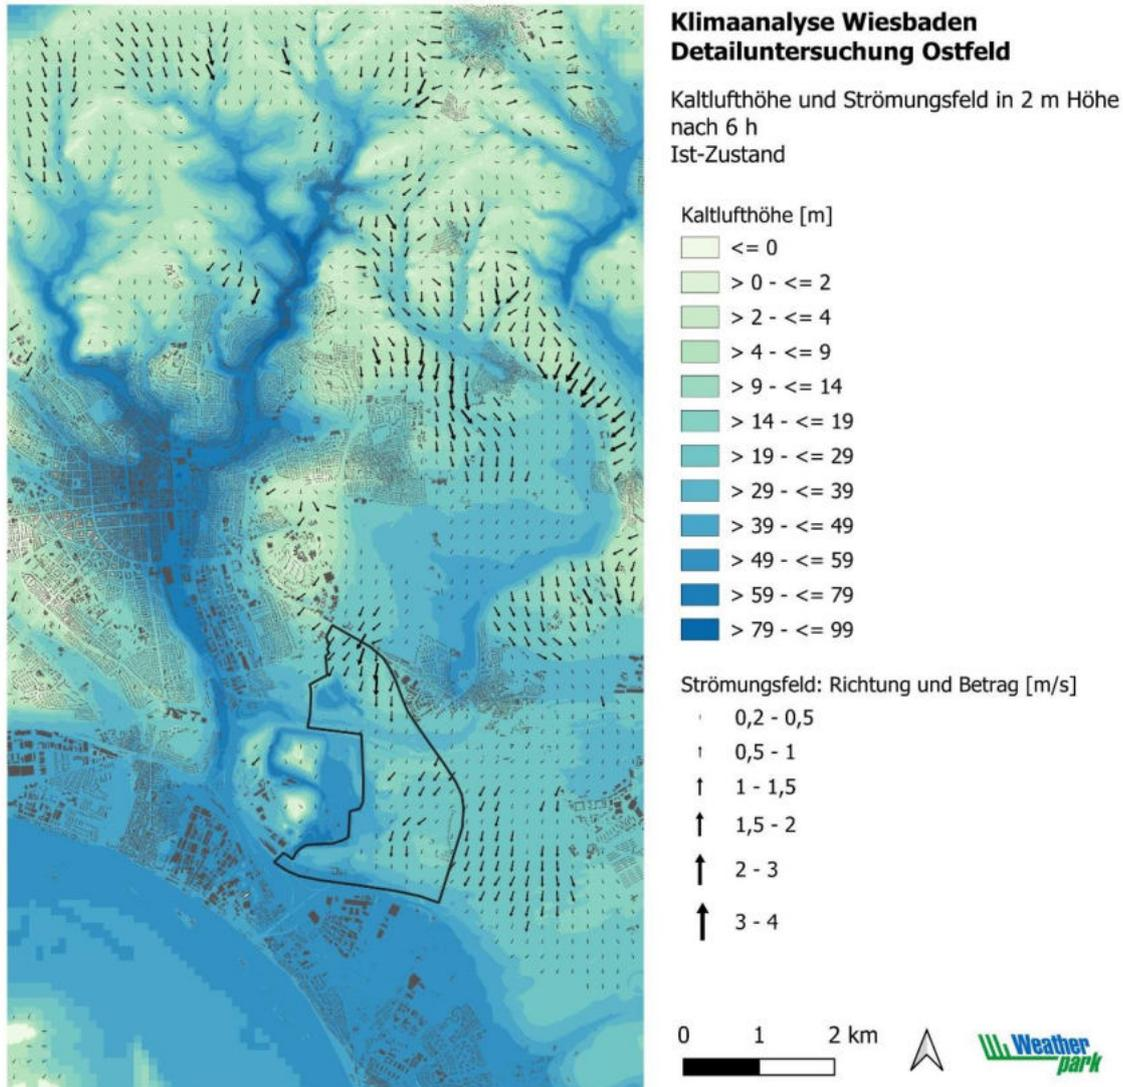 Klimaanalyse Wiesbaden
Detailuntersuchung Ostfeld
Kaltlufthöhe und Strömungsfeld in 2 m Höhe
nach 6 h
Ist-Zustand
Kaltlufthöhe [m]
<= 0
> 0 - <= 2
> 2 - <= 4
> 4 - <= 9
> 9 - <= 14
> 14 - <= 19
> 19 - <= 29
> 29 - <= 39
> 39 - <= 49
> 49 - <= 59
> 59 - <= 79
> 79 - <= 99
Strömungsfeld: Richtung und Betrag [m/s]
0,2 - 0,5
0,5 - 1
1 - 1,5
1,5 - 2
2 - 3
3 - 4
0 1 2 km
Weather
park